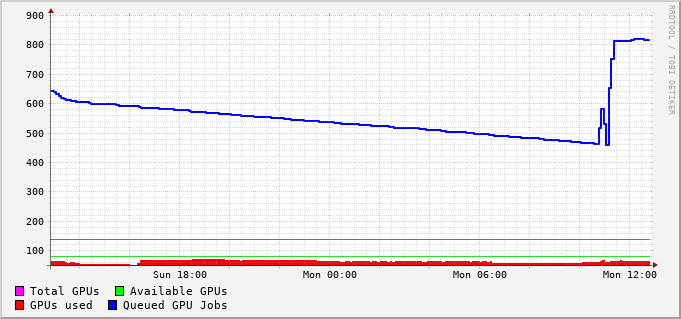 900
800
700
600
500
400
300
200
100
Sun 18:00 Mon 00:00 Mon 06:00 Mon 12:00
Total GPUs Available GPUs
GPUs used Queued GPU Jobs
RRDTOOL / TOBI OETIKER